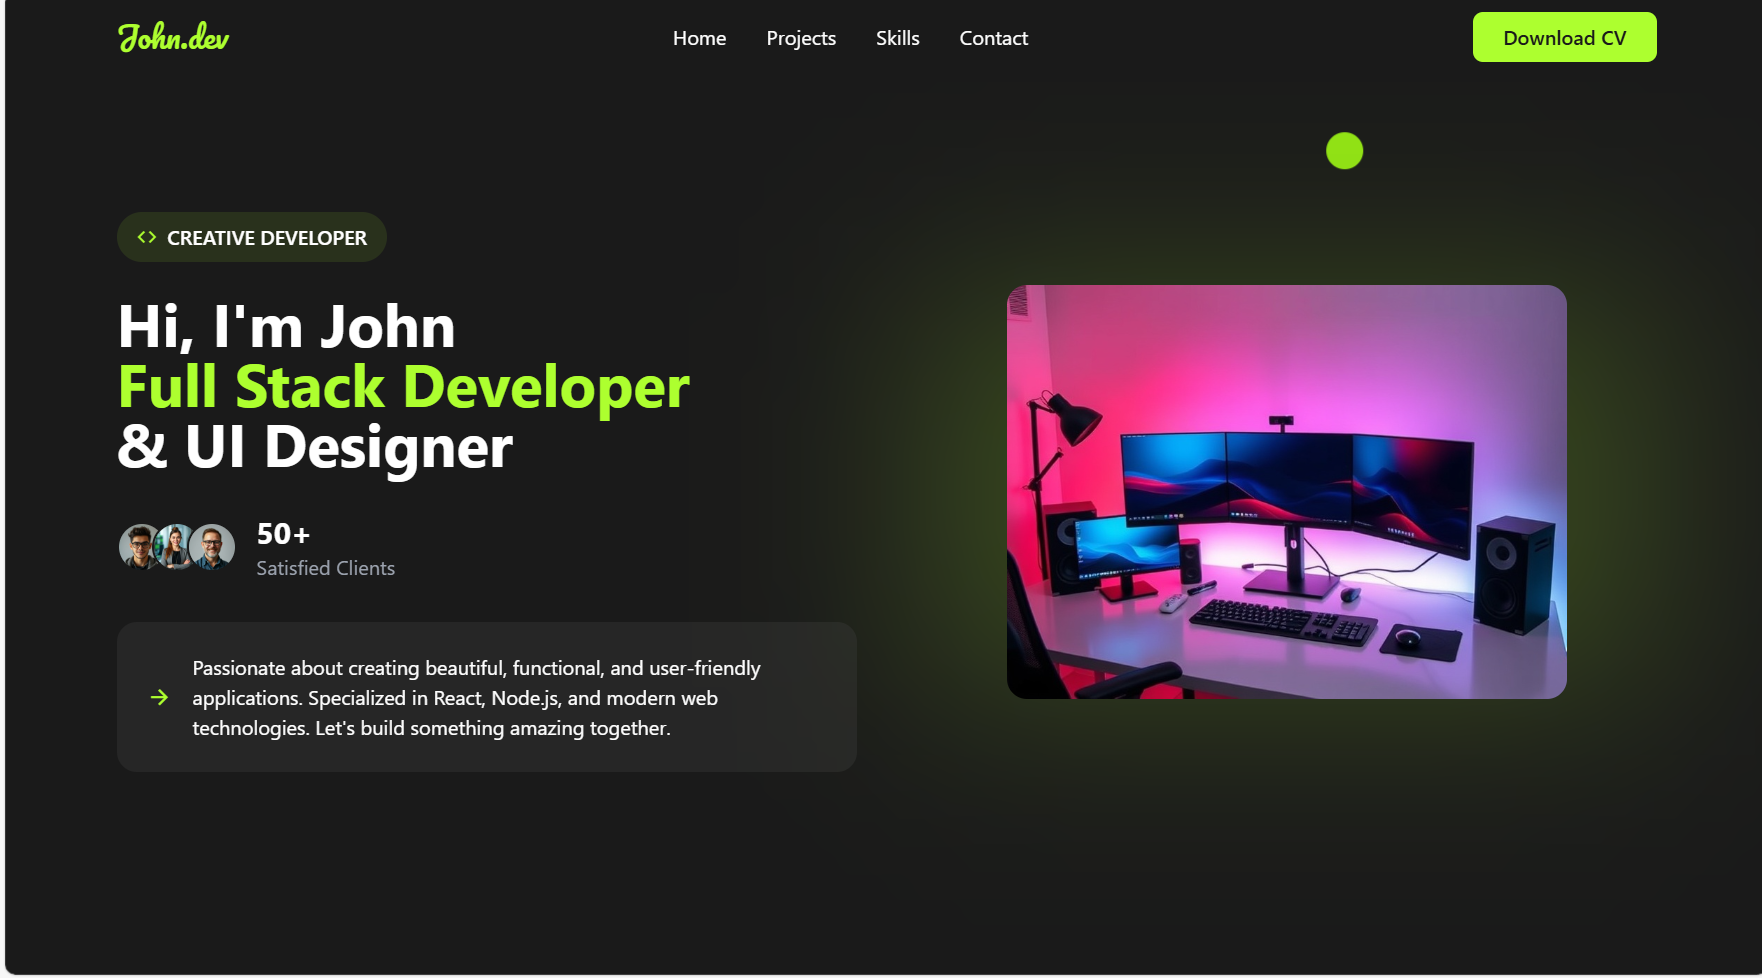 John.dev
Home Projects Skills Contact
Download CV
CREATIVE DEVELOPER
Hi, I'm John
Full Stack Developer
& UI Designer
50+
Satisfied Clients
Passionate about creating beautiful, functional, and user-friendly
applications. Specialized in React, Node.js, and modern web
technologies. Let's build something amazing together.